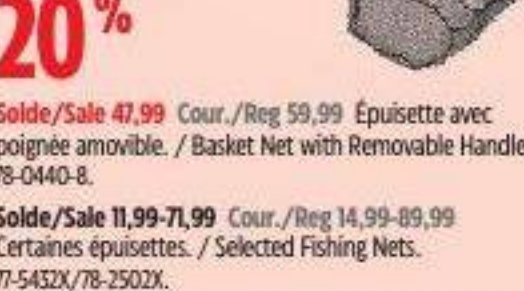 20%
Solde/Sale 47,99 Cour./Reg 59,99 Épuisette avec
poignée amovible. / Basket Net with Removable Handle
78-0440-8.
Solde/Sale 11,99-71,99 Cour./Reg 14,99-89,99
Certaines épuisettes. / Selected Fishing Nets.
77-5432X/78-2502X.